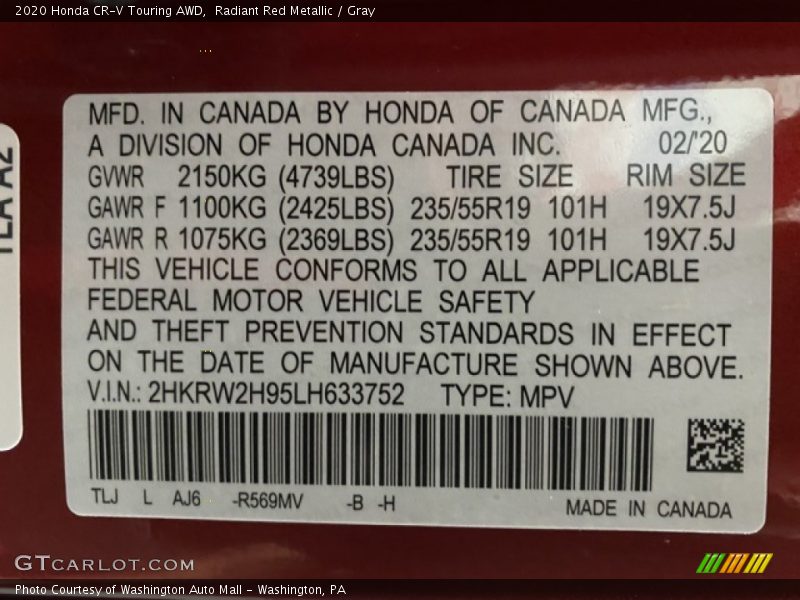 2020 Honda CR-V Touring AWD,  Radiant Red Metallic / Gray
MFD. IN CANADA BY HONDA OF CANADA MFG.,
A DIVISION OF HONDA CANADA INC. 02/'20
GVWR 2150KG (4739LBS) TIRE SIZE RIM SIZE
GAWR F 1100KG (2425LBS) 235/55R19 101H 19X7.5J
GAWR R 1075KG (2369LBS) 235/55R19 101H 19X7.5J
THIS VEHICLE CONFORMS TO ALL APPLICABLE
FEDERAL MOTOR VEHICLE SAFETY
AND THEFT PREVENTION STANDARDS IN EFFECT
ON THE DATE OF MANUFACTURE SHOWN ABOVE.
V.I.N.: 2HKRW2H95LH633752 TYPE: MPV
TLJ L AJ6 -R569MV -B -H
MADE IN CANADA
TLA A2
GTCARLOT.COM
Photo Courtesy of Washington Auto Mall - Washington, PA